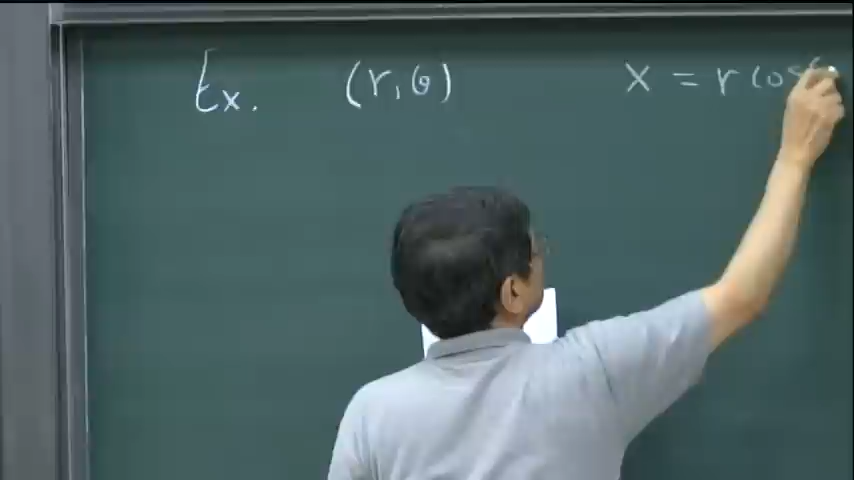 Ex. (r, θ) x = r cos